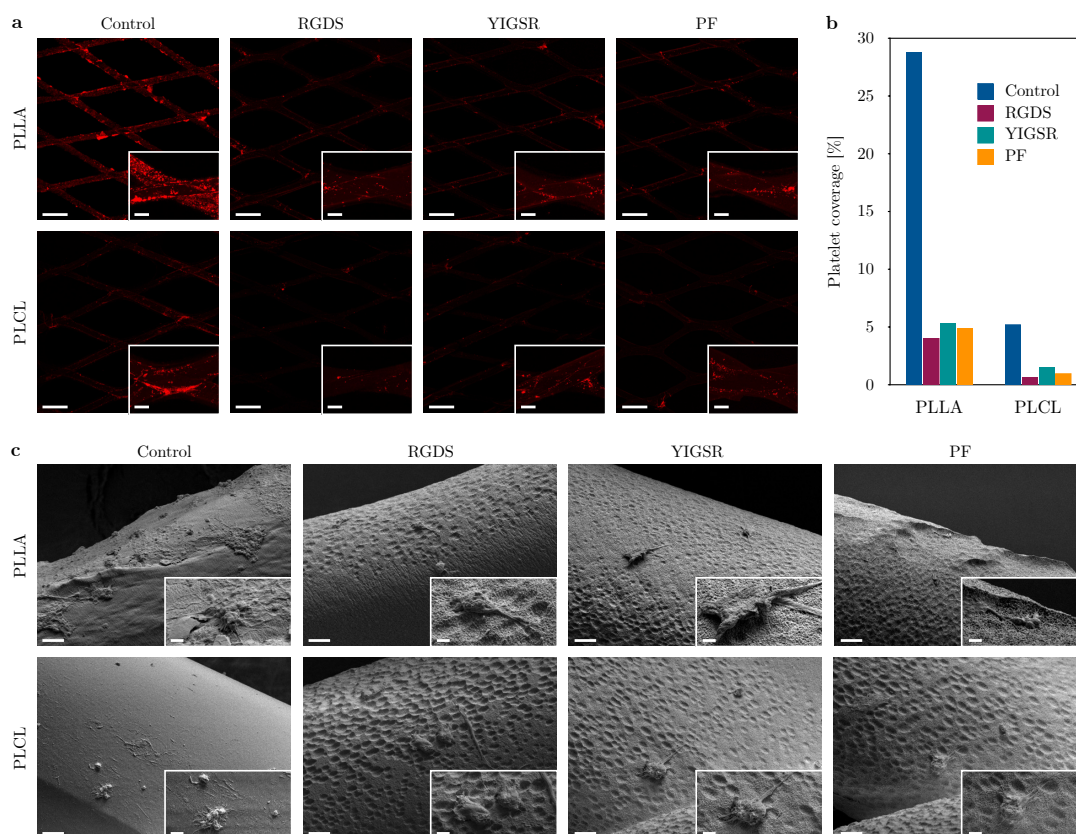 a
Control RGDS YIGSR PF
PLLA
PLCL
b
30
25
20
15
10
5
0
Platelet coverage [%]
Control
RGDS
YIGSR
PF
PLLA PLCL
c
Control RGDS YIGSR PF
PLLA
PLCL